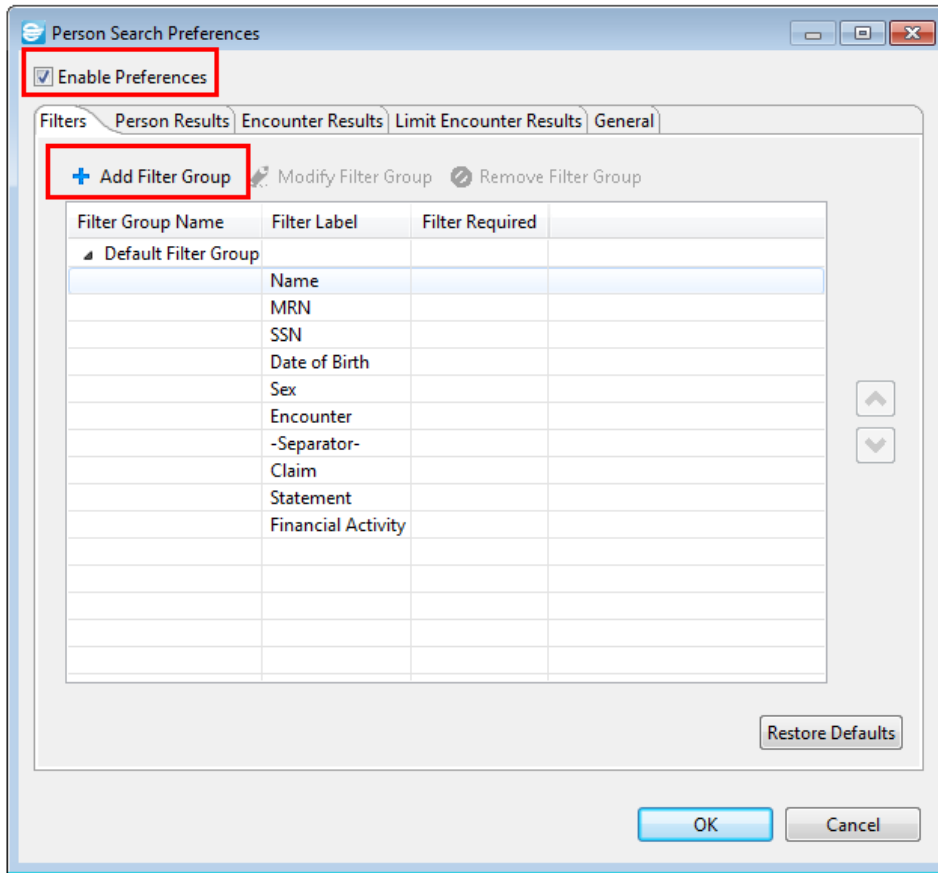 Person Search Preferences
Enable Preferences
Filters Person Results Encounter Results Limit Encounter Results General
Add Filter Group Modify Filter Group Remove Filter Group
Filter Group Name Filter Label Filter Required
Default Filter Group
Name
MRN
SSN
Date of Birth
Sex
Encounter
-Separator-
Claim
Statement
Financial Activity
Restore Defaults
OK Cancel